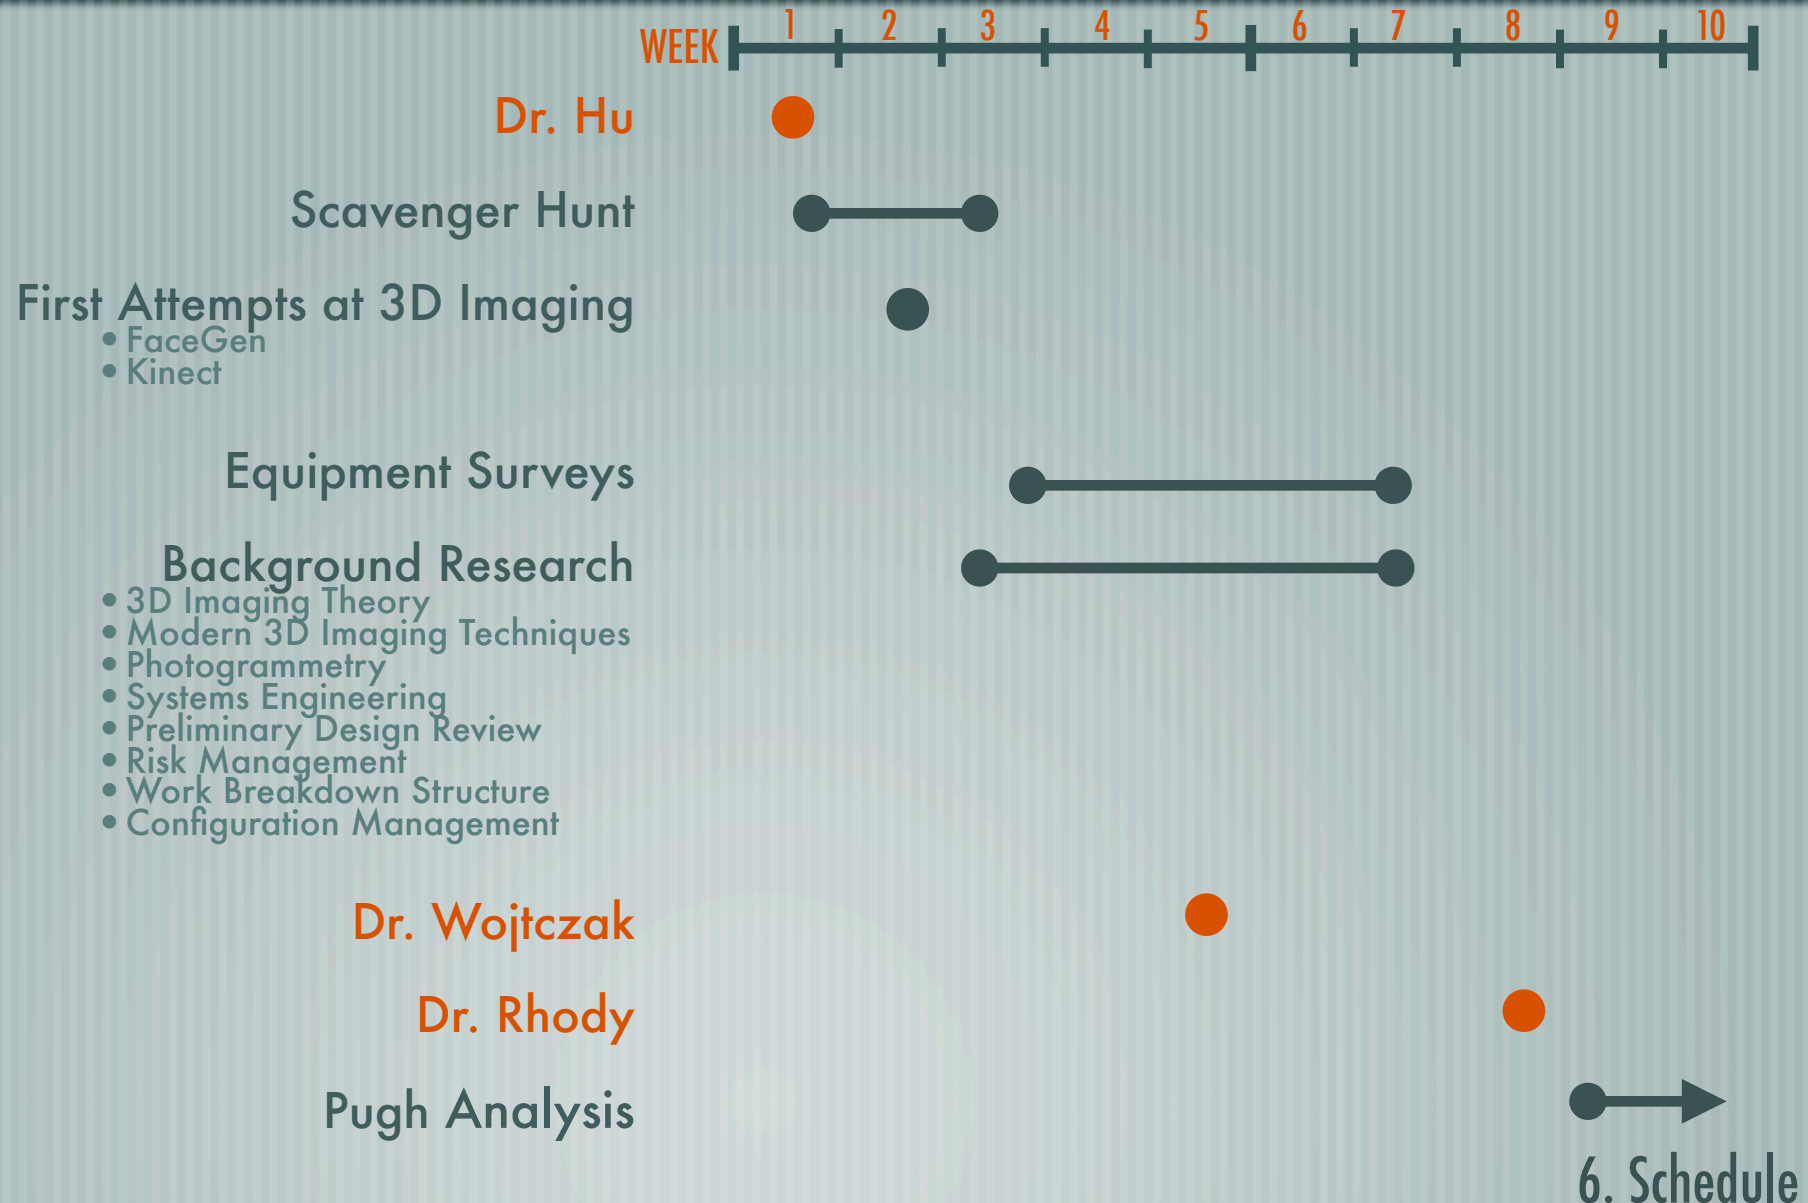 WEEK 1 2 3 4 5 6 7 8 9 10
Dr. Hu
Scavenger Hunt
First Attempts at 3D Imaging
• FaceGen
• Kinect
Equipment Surveys
Background Research
• 3D Imaging Theory
• Modern 3D Imaging Techniques
• Photogrammetry
• Systems Engineering
• Preliminary Design Review
• Risk Management
• Work Breakdown Structure
• Configuration Management
Dr. Wojtczak
Dr. Rhody
Pugh Analysis
6. Schedule